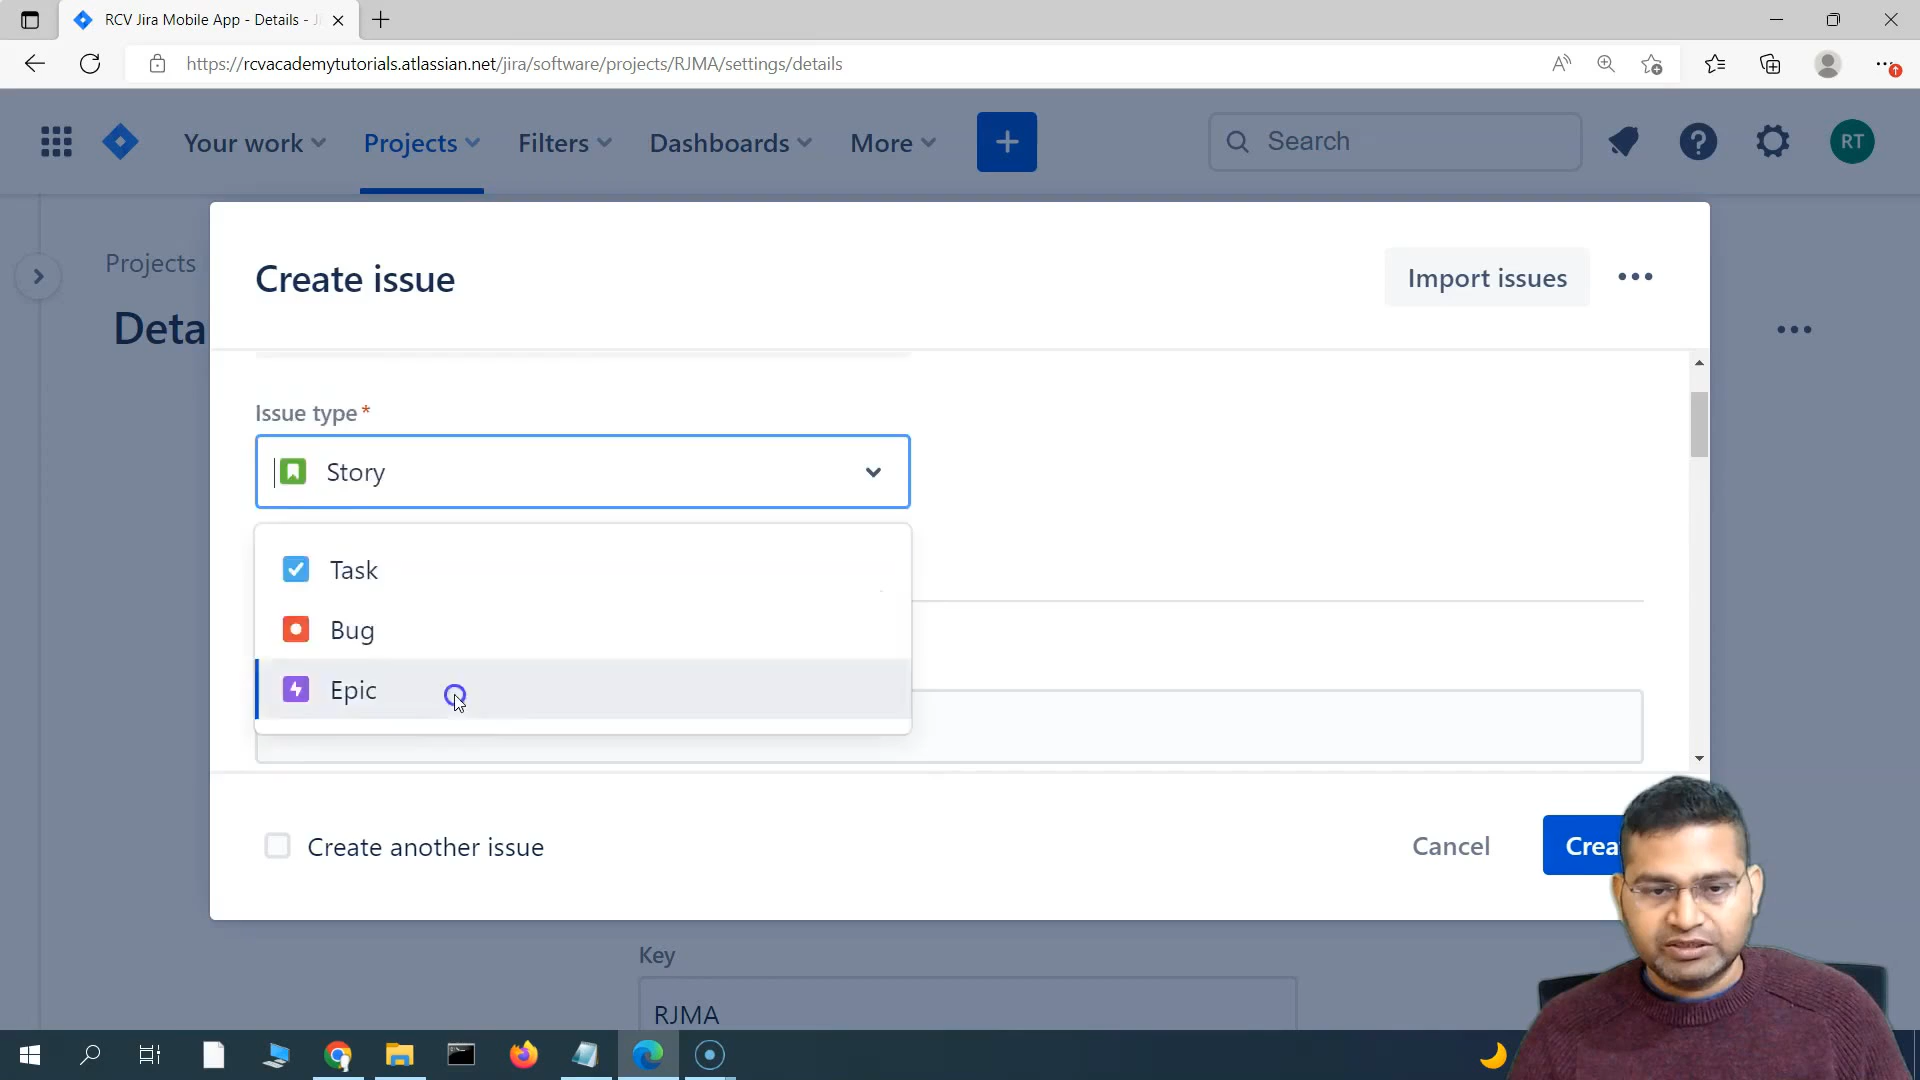 RCV Jira Mobile App - Details - J
https://rcvacademytutorials.atlassian.net/jira/software/projects/RJMA/settings/details
Your work
Projects
Filters
Dashboards
More
Search
RT
Projects
Deta
Create issue
Import issues
Issue type*
Story
Task
Bug
Epic
Create another issue
Cancel
Crea
Key
RJMA